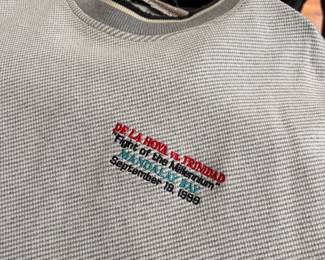 DE LA HOYA vs. TRINIDAD
"Fight of the Millennium"
MANDALAY BAY
September 18, 1999